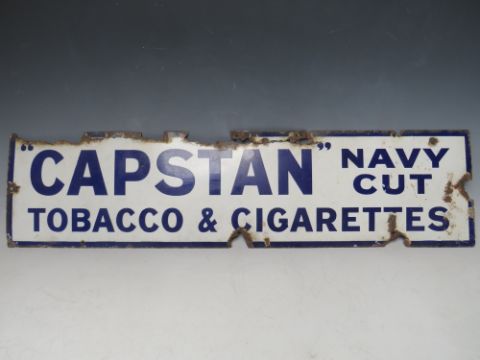 "CAPSTAN" NAVY CUT
TOBACCO & CIGARETTES